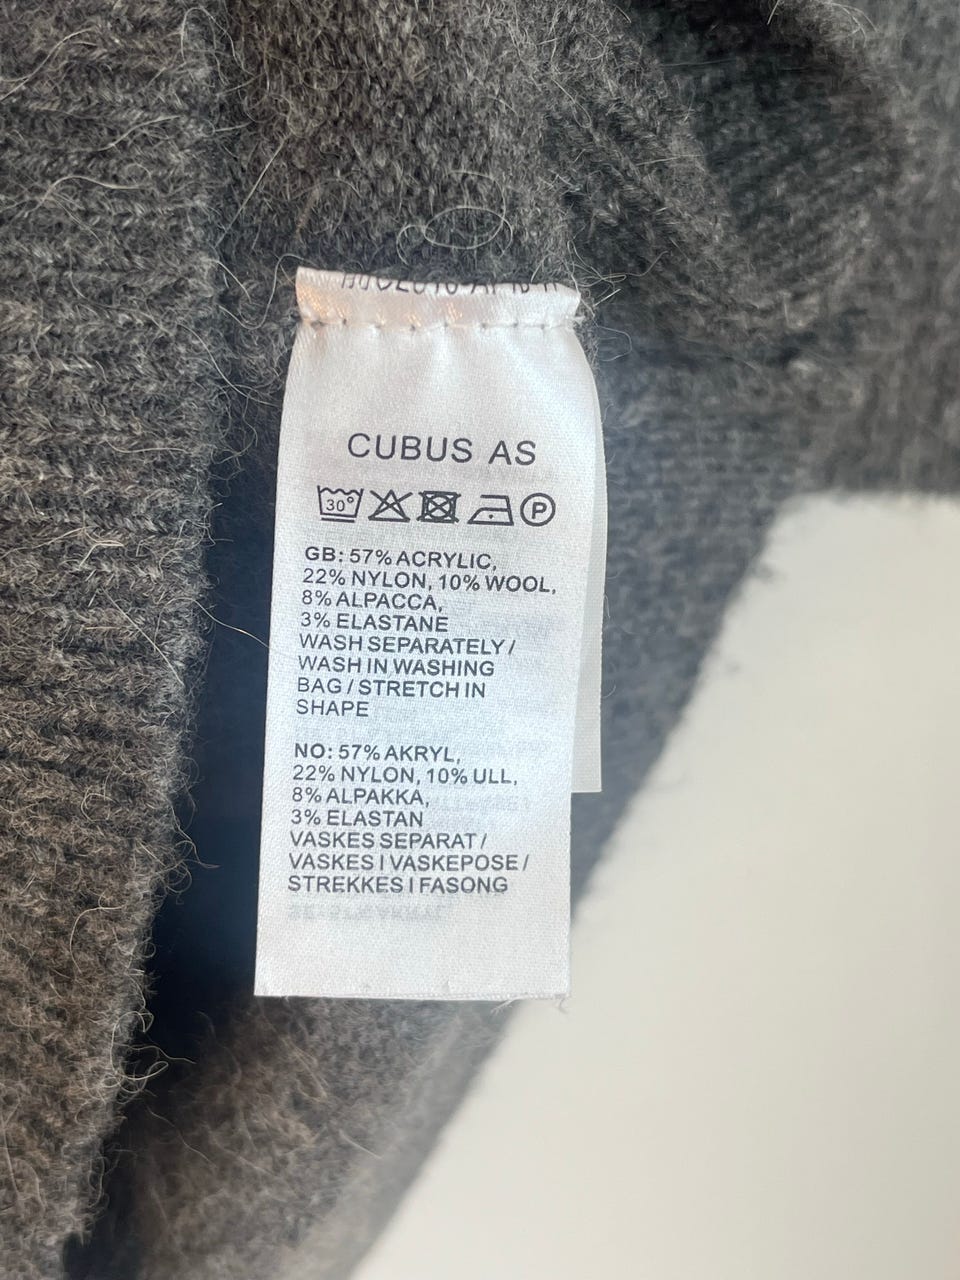 CUBUS AS
30°
P
GB: 57% ACRYLIC,
22% NYLON, 10% WOOL,
8% ALPACCA,
3% ELASTANE
WASH SEPARATELY /
WASH IN WASHING
BAG / STRETCH IN
SHAPE
NO: 57% AKRYL,
22% NYLON, 10% ULL,
8% ALPAKKA,
3% ELASTAN
VASKES SEPARAT /
VASKES I VASKEPOSE /
STREKKES I FASONG